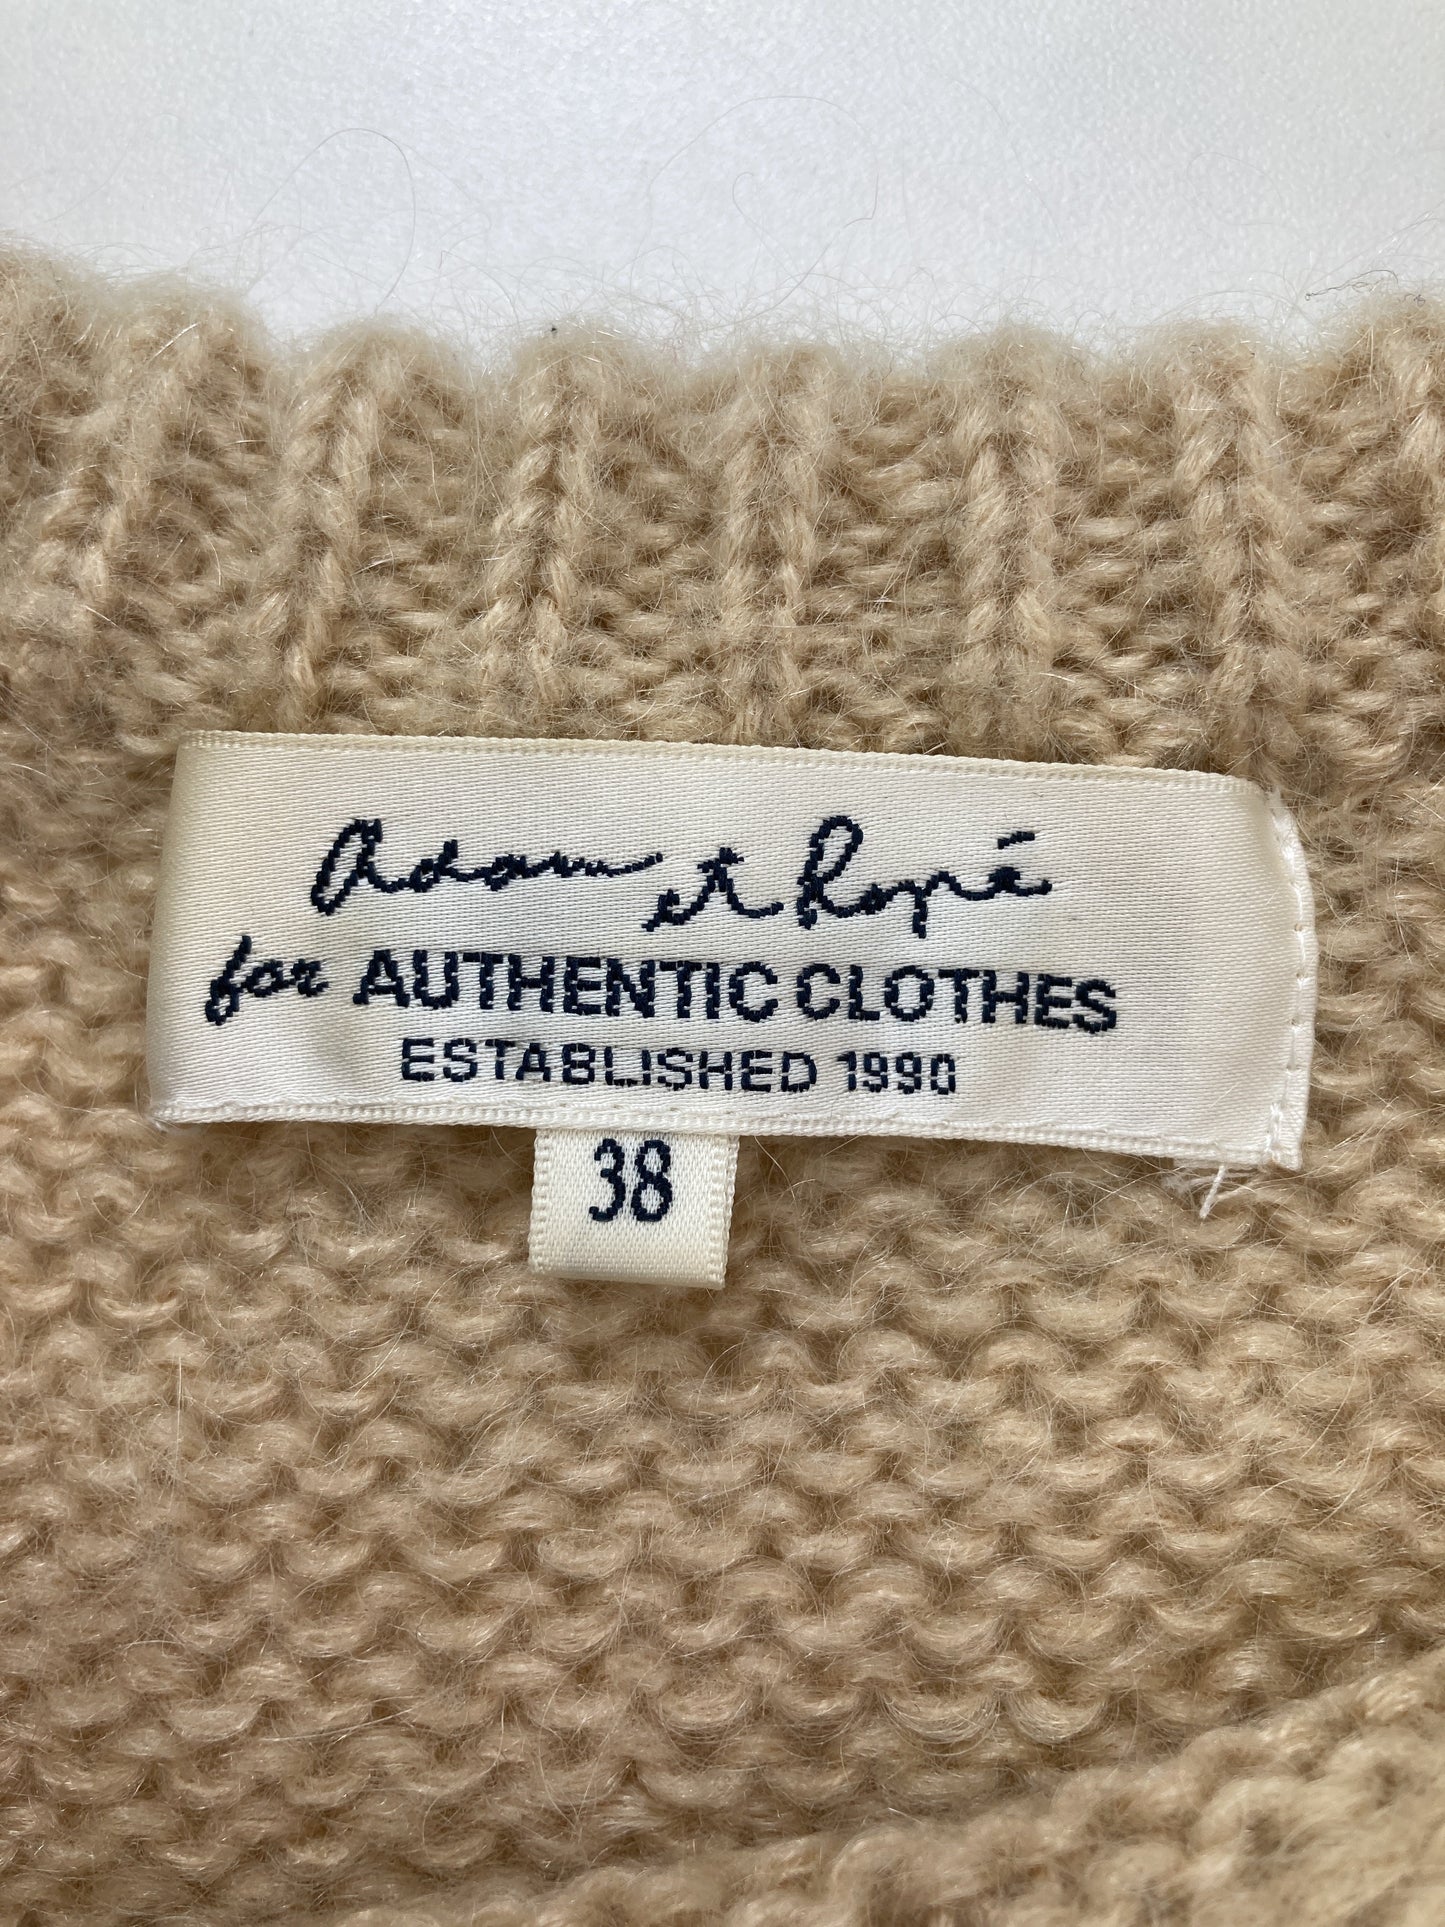 Adam et Ropé
for AUTHENTIC CLOTHES
ESTABLISHED 1990
38